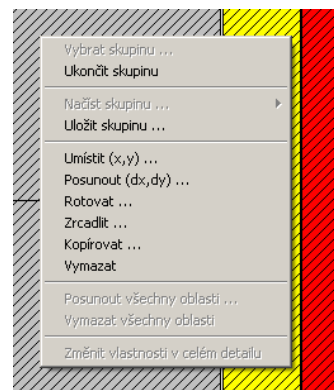 Vybrat skupinu ...
Ukončit skupinu
Načíst skupinu ...
Uložit skupinu ...
Umístit (x,y) ...
Posunout (dx,dy) ...
Rotovat ...
Zrcadlit ...
Kopírovat ...
Vymazat
Posunout všechny oblasti ...
Vymazat všechny oblasti
Změnit vlastnosti v celém detailu